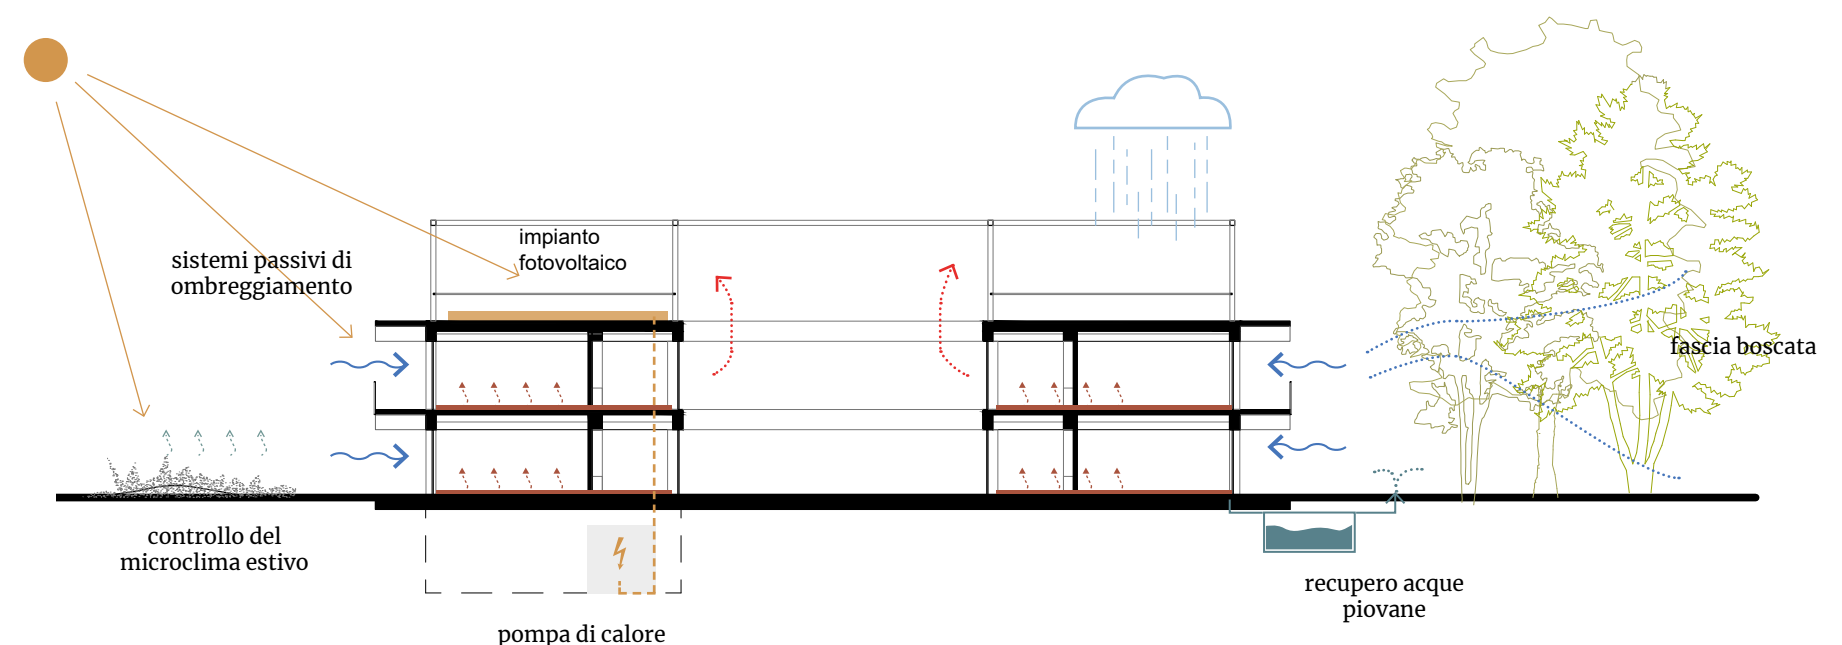 impianto
fotovoltaico
sistemi passivi di
ombreggiamento
fascia boscata
controllo del
microclima estivo
recupero acque
piovane
pompa di calore